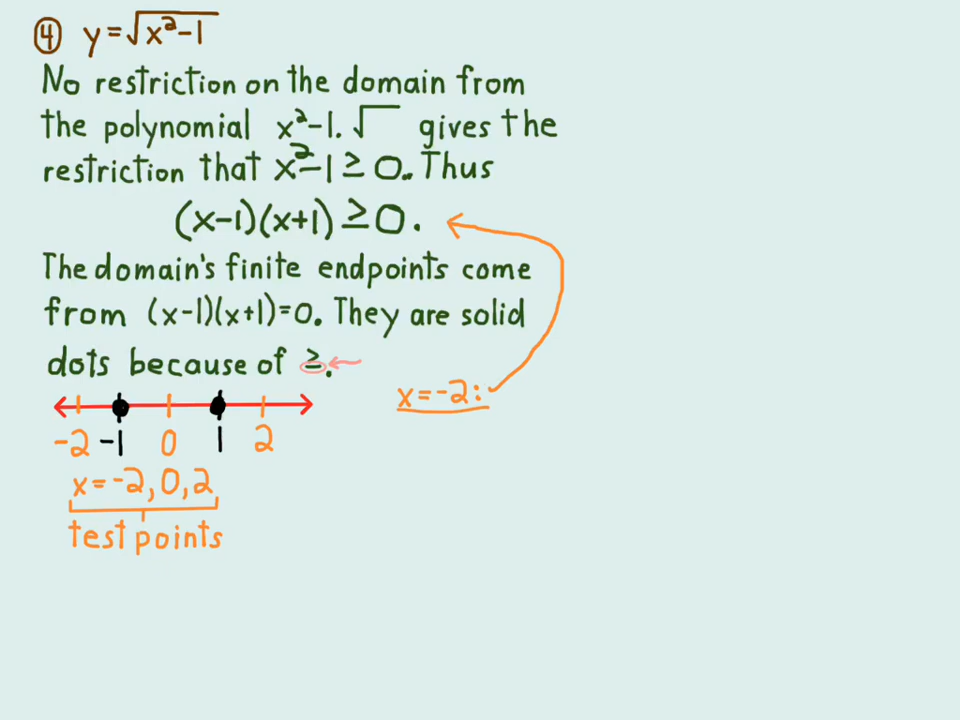 ④ y=√x²-1
No restriction on the domain from
the polynomial x²-1. √ gives the
restriction that x²-1≥0. Thus
(x-1)(x+1)≥0.
The domain's finite endpoints come
from (x-1)(x+1)=0. They are solid
dots because of ≥.
x=-2:
-2 -1 0 1 2
x=-2,0,2
test points